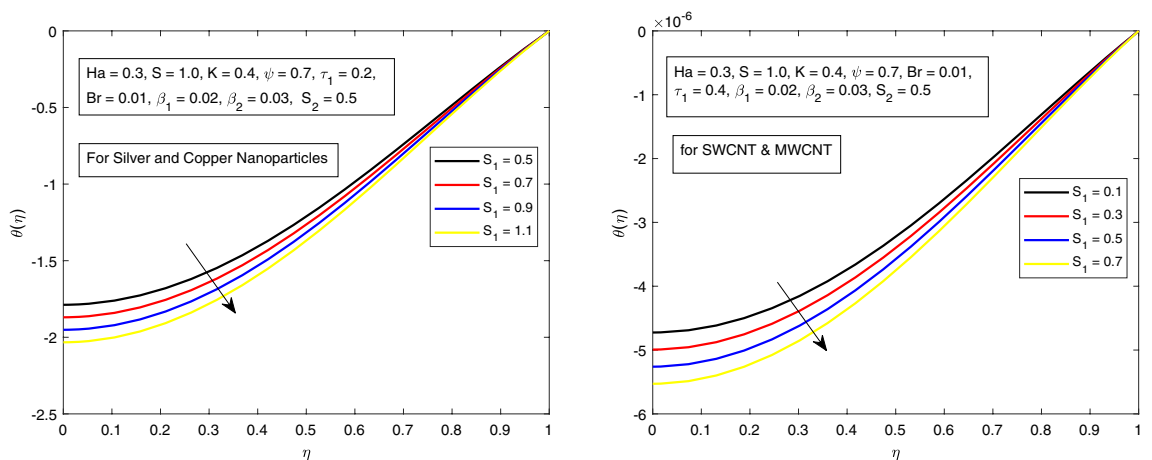 0
-0.5
-1
-1.5
-2
-2.5
0 0.1 0.2 0.3 0.4 0.5 0.6 0.7 0.8 0.9 1
η
θ(η)
Ha = 0.3, S = 1.0, K = 0.4, ψ = 0.7, τ₁ = 0.2,
Br = 0.01, β₁ = 0.02, β₂ = 0.03, S₂ = 0.5
For Silver and Copper Nanoparticles
S₁ = 0.5
S₁ = 0.7
S₁ = 0.9
S₁ = 1.1
×10⁻⁶
0
-1
-2
-3
-4
-5
-6
0 0.1 0.2 0.3 0.4 0.5 0.6 0.7 0.8 0.9 1
η
θ(η)
Ha = 0.3, S = 1.0, K = 0.4, ψ = 0.7, Br = 0.01,
τ₁ = 0.4, β₁ = 0.02, β₂ = 0.03, S₂ = 0.5
for SWCNT & MWCNT
S₁ = 0.1
S₁ = 0.3
S₁ = 0.5
S₁ = 0.7